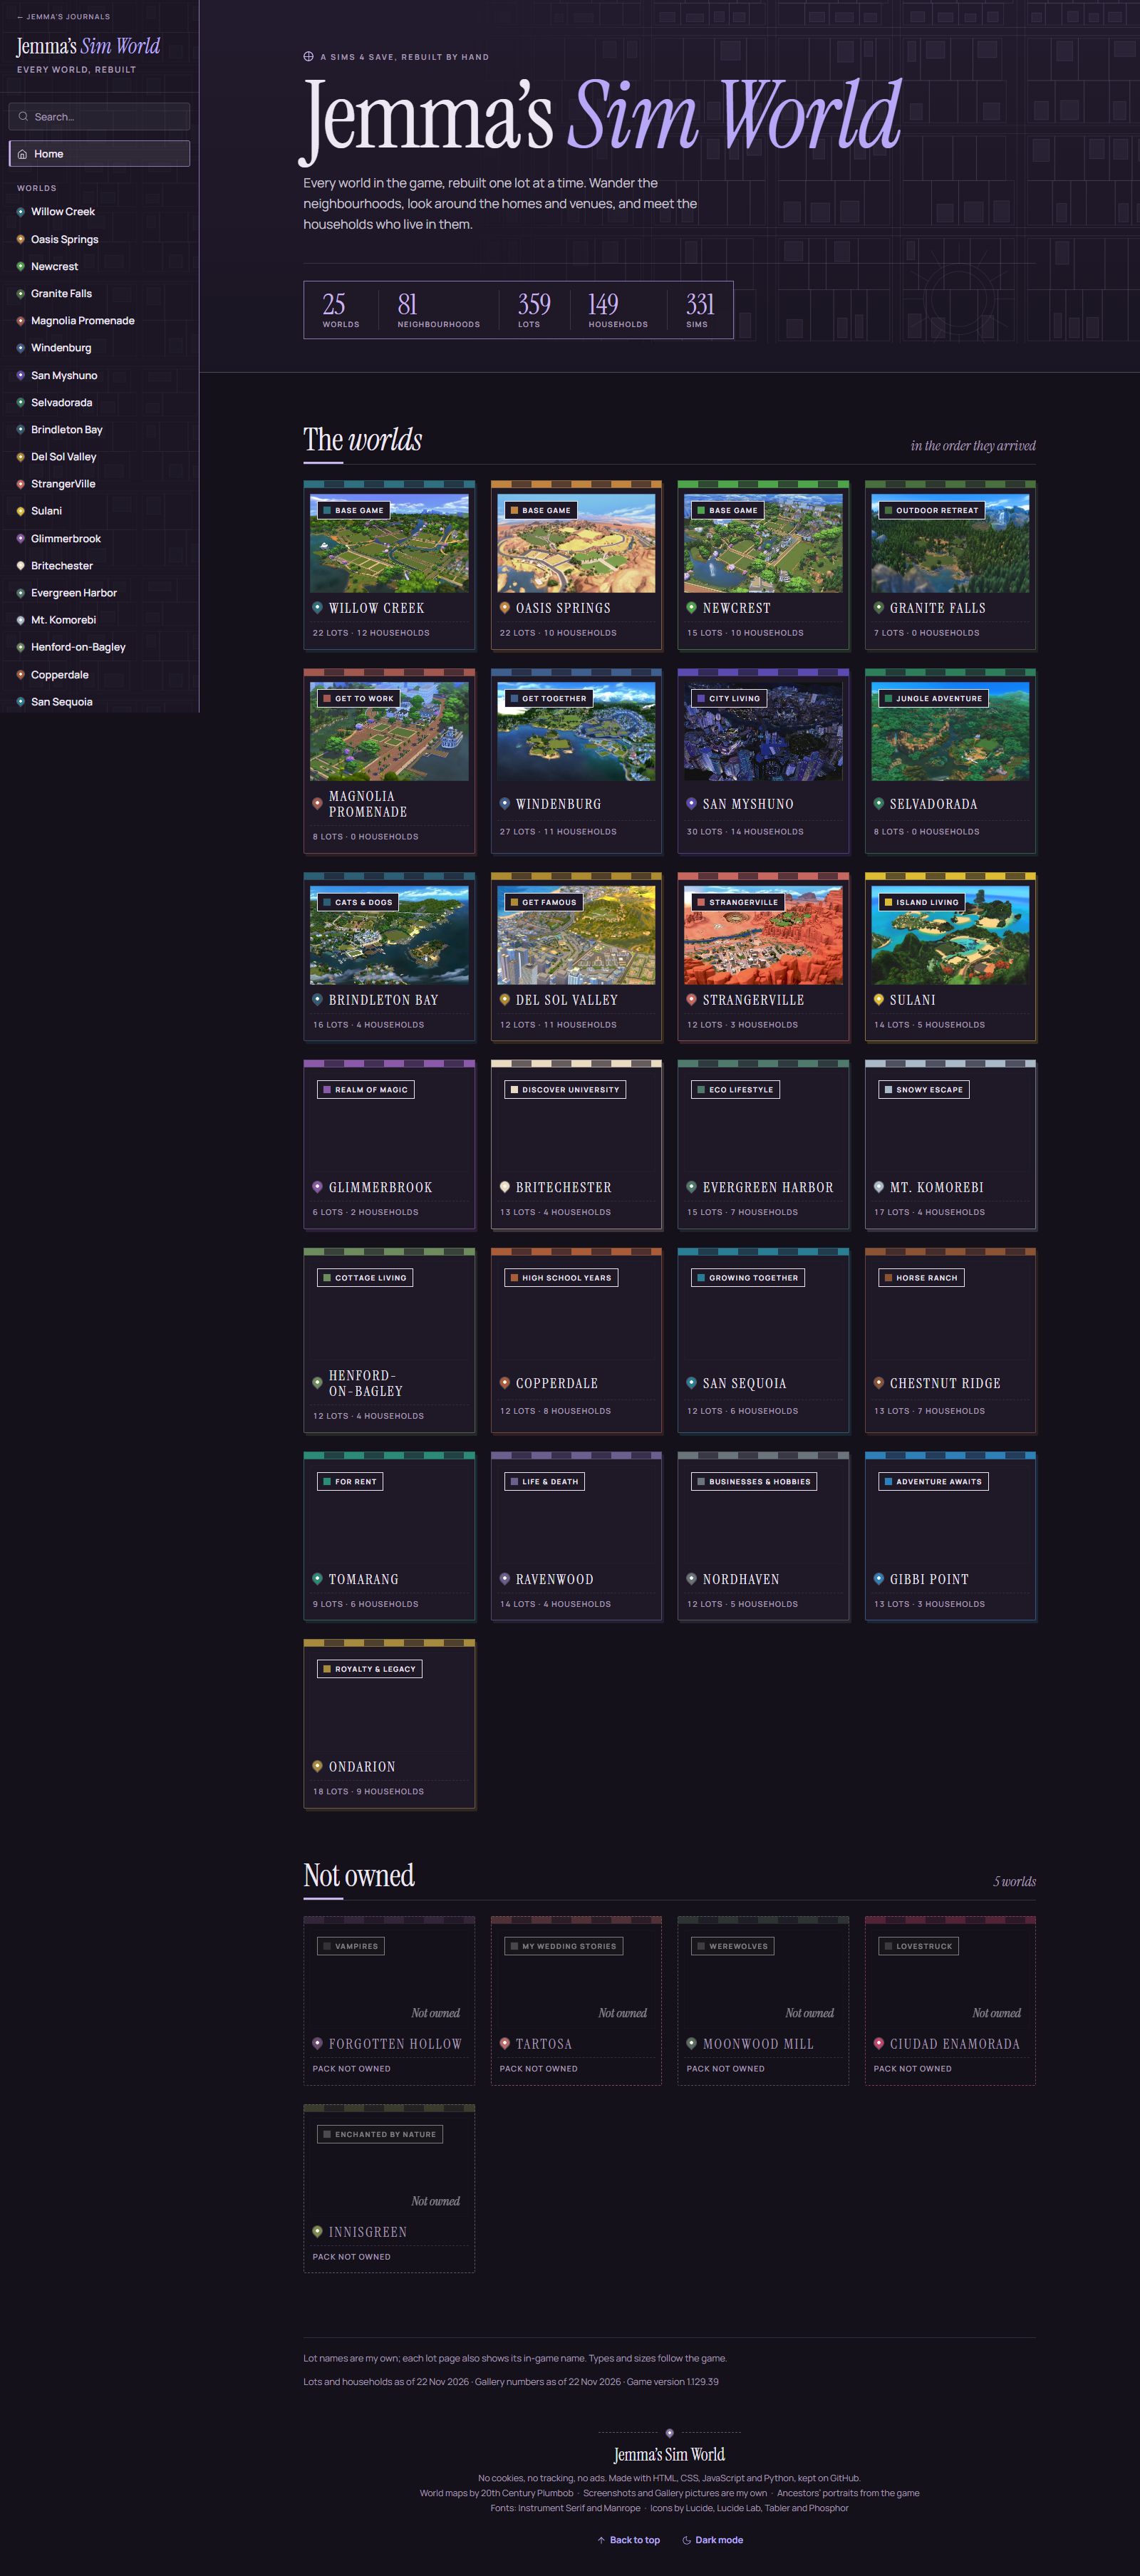 ← JEMMA'S JOURNALS
Jemma's Sim World
EVERY WORLD, REBUILT
Search...
Home
WORLDS
Willow Creek
Oasis Springs
Newcrest
Granite Falls
Magnolia Promenade
Windenburg
San Myshuno
Selvadorada
Brindleton Bay
Del Sol Valley
StrangerVille
Sulani
Glimmerbrook
Britechester
Evergreen Harbor
Mt. Komorebi
Henford-on-Bagley
Copperdale
San Sequoia
A SIMS 4 SAVE, REBUILT BY HAND
Jemma's Sim World
Every world in the game, rebuilt one lot at a time. Wander the
neighbourhoods, look around the homes and venues, and meet the
households who live in them.
25 81 359 149 331
WORLDS NEIGHBOURHOODS LOTS HOUSEHOLDS SIMS
The worlds
in the order they arrived
BASE GAME
WILLOW CREEK
22 LOTS · 12 HOUSEHOLDS
BASE GAME
OASIS SPRINGS
22 LOTS · 10 HOUSEHOLDS
BASE GAME
NEWCREST
15 LOTS · 10 HOUSEHOLDS
OUTDOOR RETREAT
GRANITE FALLS
7 LOTS · 0 HOUSEHOLDS
GET TO WORK
MAGNOLIA
PROMENADE
8 LOTS · 0 HOUSEHOLDS
GET TOGETHER
WINDENBURG
27 LOTS · 11 HOUSEHOLDS
CITY LIVING
SAN MYSHUNO
30 LOTS · 14 HOUSEHOLDS
JUNGLE ADVENTURE
SELVADORADA
8 LOTS · 0 HOUSEHOLDS
CATS & DOGS
BRINDLETON BAY
16 LOTS · 4 HOUSEHOLDS
GET FAMOUS
DEL SOL VALLEY
12 LOTS · 11 HOUSEHOLDS
STRANGERVILLE
STRANGERVILLE
12 LOTS · 3 HOUSEHOLDS
ISLAND LIVING
SULANI
14 LOTS · 5 HOUSEHOLDS
REALM OF MAGIC
GLIMMERBROOK
6 LOTS · 2 HOUSEHOLDS
DISCOVER UNIVERSITY
BRITECHESTER
13 LOTS · 4 HOUSEHOLDS
ECO LIFESTYLE
EVERGREEN HARBOR
15 LOTS · 7 HOUSEHOLDS
SNOWY ESCAPE
MT. KOMOREBI
17 LOTS · 4 HOUSEHOLDS
COTTAGE LIVING
HENFORD-
ON-BAGLEY
12 LOTS · 4 HOUSEHOLDS
HIGH SCHOOL YEARS
COPPERDALE
12 LOTS · 8 HOUSEHOLDS
GROWING TOGETHER
SAN SEQUOIA
12 LOTS · 6 HOUSEHOLDS
HORSE RANCH
CHESTNUT RIDGE
13 LOTS · 7 HOUSEHOLDS
FOR RENT
TOMARANG
9 LOTS · 6 HOUSEHOLDS
LIFE & DEATH
RAVENWOOD
14 LOTS · 4 HOUSEHOLDS
BUSINESSES & HOBBIES
NORDHAVEN
12 LOTS · 5 HOUSEHOLDS
ADVENTURE AWAITS
GIBBI POINT
13 LOTS · 3 HOUSEHOLDS
ROYALTY & LEGACY
ONDARION
18 LOTS · 9 HOUSEHOLDS
Not owned
5 worlds
VAMPIRES
Not owned
FORGOTTEN HOLLOW
PACK NOT OWNED
MY WEDDING STORIES
Not owned
TARTOSA
PACK NOT OWNED
WEREWOLVES
Not owned
MOONWOOD MILL
PACK NOT OWNED
LOVESTRUCK
Not owned
CIUDAD ENAMORADA
PACK NOT OWNED
ENCHANTED BY NATURE
Not owned
INNISGREEN
PACK NOT OWNED
Lot names are my own; each lot page also shows its in-game name. Types and sizes follow the game.
Lots and households as of 22 Nov 2026 · Gallery numbers as of 22 Nov 2026 · Game version 1.129.39
Jemma's Sim World
No cookies, no tracking, no ads. Made with HTML, CSS, JavaScript and Python, kept on GitHub.
World maps by 20th Century Plumbob · Screenshots and Gallery pictures are my own · Ancestors' portraits from the game
Fonts: Instrument Serif and Manrope · Icons by Lucide, Lucide Lab, Tabler and Phosphor
↑ Back to top
Dark mode